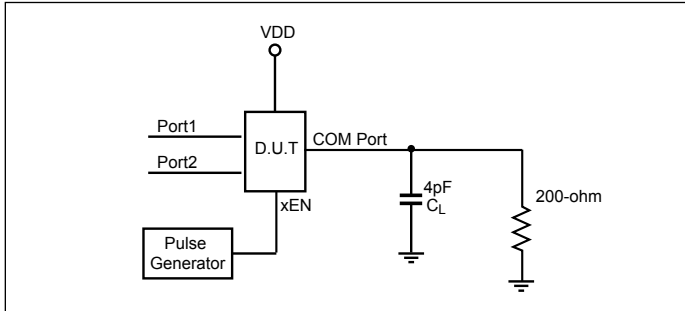 VDD
Port1
Port2
D.U.T
COM Port
xEN
4pF
CL
200-ohm
Pulse
Generator